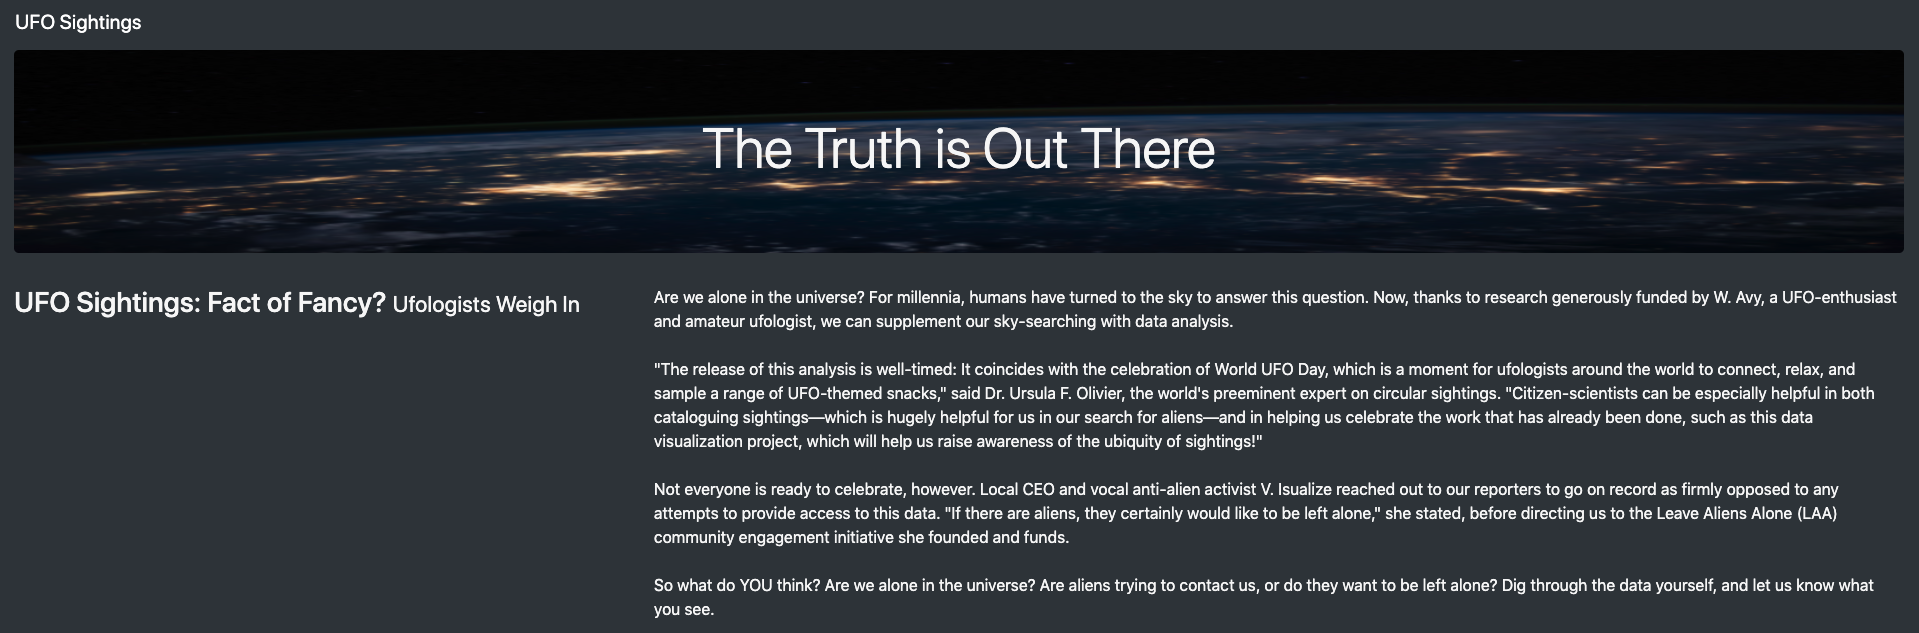 UFO Sightings
The Truth is Out There
UFO Sightings: Fact of Fancy? Ufologists Weigh In
Are we alone in the universe? For millennia, humans have turned to the sky to answer this question. Now, thanks to research generously funded by W. Avy, a UFO-enthusiast
and amateur ufologist, we can supplement our sky-searching with data analysis.
"The release of this analysis is well-timed: It coincides with the celebration of World UFO Day, which is a moment for ufologists around the world to connect, relax, and
sample a range of UFO-themed snacks," said Dr. Ursula F. Olivier, the world's preeminent expert on circular sightings. "Citizen-scientists can be especially helpful in both
cataloguing sightings—which is hugely helpful for us in our search for aliens—and in helping us celebrate the work that has already been done, such as this data
visualization project, which will help us raise awareness of the ubiquity of sightings!"
Not everyone is ready to celebrate, however. Local CEO and vocal anti-alien activist V. Isualize reached out to our reporters to go on record as firmly opposed to any
attempts to provide access to this data. "If there are aliens, they certainly would like to be left alone," she stated, before directing us to the Leave Aliens Alone (LAA)
community engagement initiative she founded and funds.
So what do YOU think? Are we alone in the universe? Are aliens trying to contact us, or do they want to be left alone? Dig through the data yourself, and let us know what
you see.